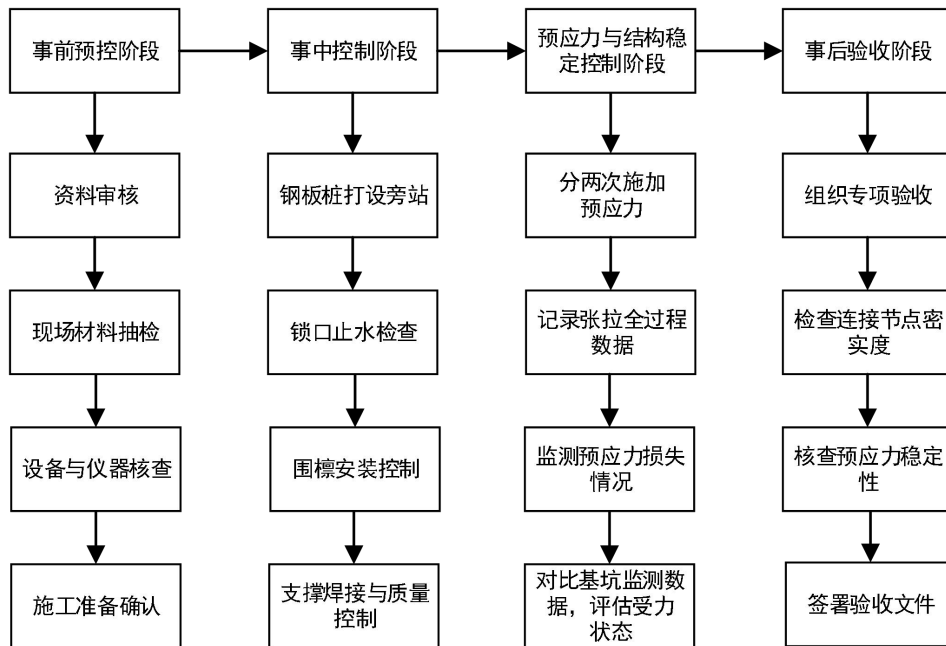 事前预控阶段
资料审核
现场材料抽检
设备与仪器核查
施工准备确认
事中控制阶段
钢板桩打设旁站
锁口止水检查
围檩安装控制
支撑焊接与质量
控制
预应力与结构稳
定控制阶段
分两次施加
预应力
记录张拉全过程
数据
监测预应力损失
情况
对比基坑监测数
据，评估受力
状态
事后验收阶段
组织专项验收
检查连接节点密
实度
核查预应力稳定
性
签署验收文件